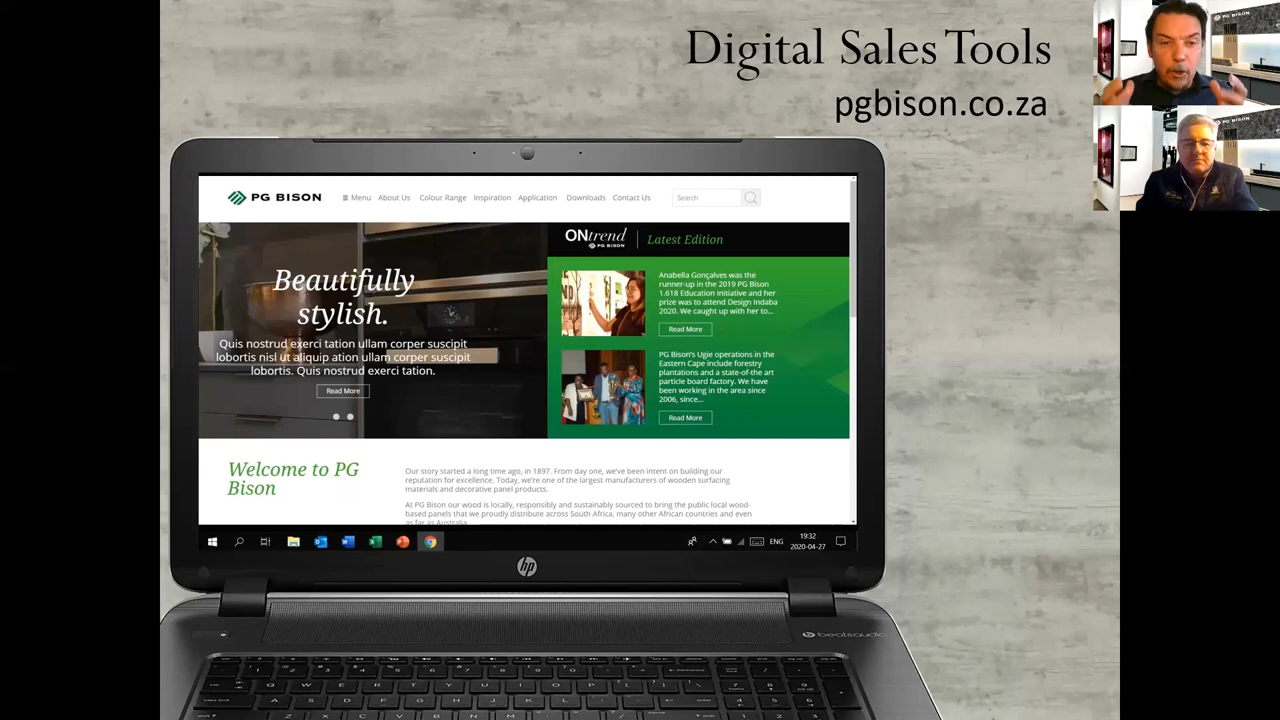 Digital Sales Tools
pgbison.co.za
PG BISON
PG BISON
PG BISON
Menu
About Us
Colour Range
Inspiration
Application
Downloads
Contact Us
Search
Beautifully
stylish.
Quis nostrud exerci tation ullam corper suscipit
lobortis nisl ut aliquip ation ullam corper suscipit
lobortis. Quis nostrud exerci tation.
Read More
ONtrend
PG BISON
Latest Edition
Anabella Gonçalves was the
runner-up in the 2019 PG Bison
1.618 Education Initiative and her
prize was to attend Design Indaba
2020. We caught up with her to...
Read More
PG Bison's Ugie operations in the
Eastern Cape include forestry
plantations and a state-of-the art
particle board factory. We have
been working in the area since
2006, since...
Read More
Welcome to PG
Bison
Our story started a long time ago, in 1897. From day one, we've been intent on building our
reputation for excellence. Today, we're one of the largest manufacturers of wooden surfacing
materials and decorative panel products.
At PG Bison our wood is locally, responsibly and sustainably sourced to bring the public local wood-
based panels that we proudly distribute across South Africa, many other African countries and even
as far as Australia.
ENG
19:32
2020-04-27
hp
beatsaudio